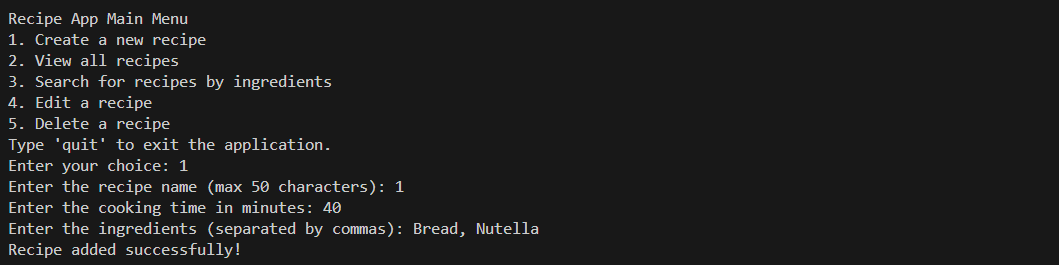 Recipe App Main Menu
1. Create a new recipe
2. View all recipes
3. Search for recipes by ingredients
4. Edit a recipe
5. Delete a recipe
Type 'quit' to exit the application.
Enter your choice: 1
Enter the recipe name (max 50 characters): 1
Enter the cooking time in minutes: 40
Enter the ingredients (separated by commas): Bread, Nutella
Recipe added successfully!